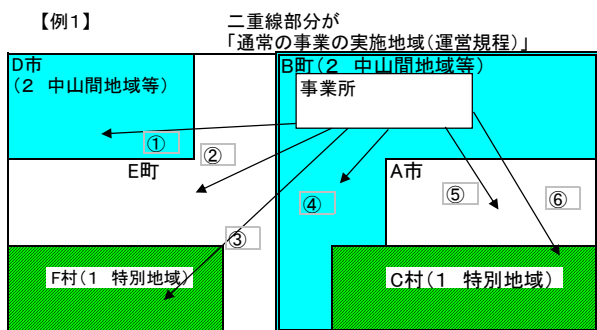 【例1】
二重線部分が
「通常の事業の実施地域(運営規程)」
D市
(2 中山間地域等)
B町(2 中山間地域等)
事業所
①
②
E町
A市
④
⑤
⑥
③
F村(1 特別地域)
C村(1 特別地域)